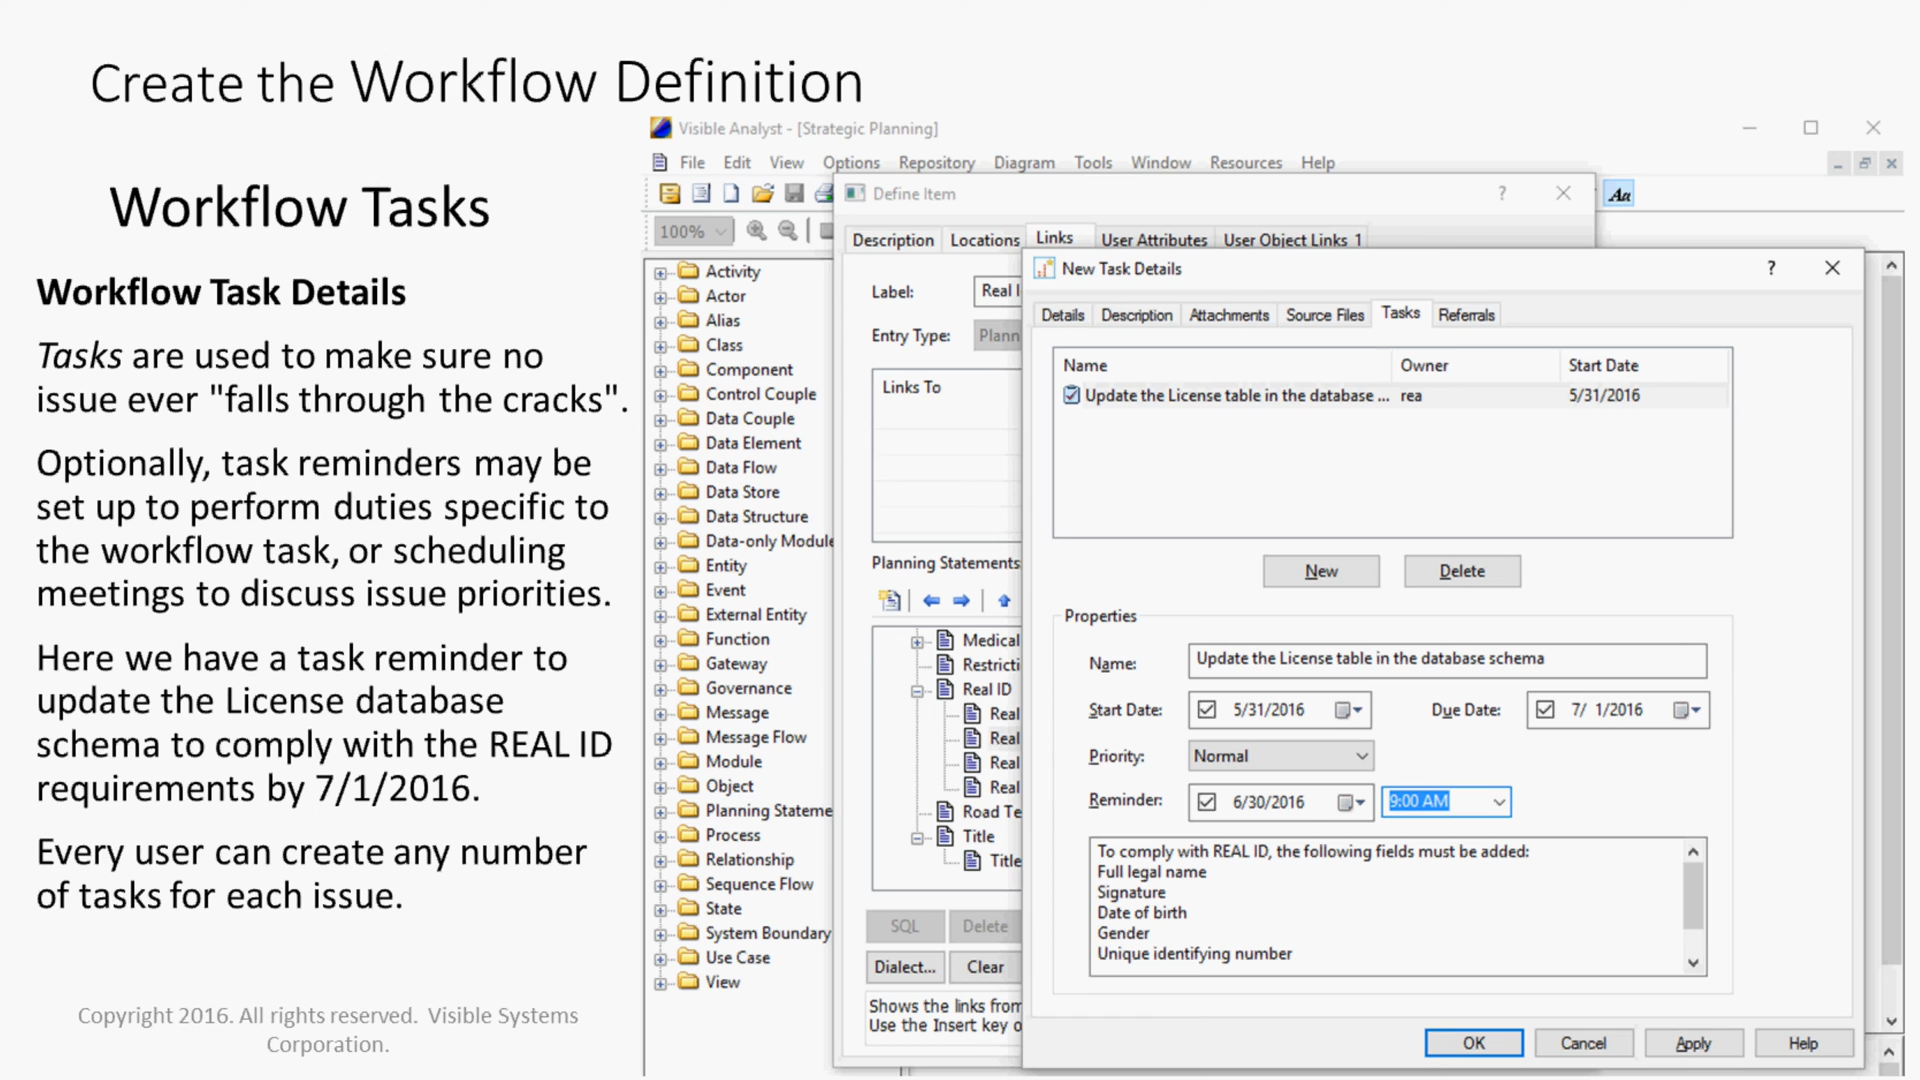 Create the Workflow Definition
Workflow Tasks
Workflow Task Details
Tasks are used to make sure no
issue ever "falls through the cracks".
Optionally, task reminders may be
set up to perform duties specific to
the workflow task, or scheduling
meetings to discuss issue priorities.
Here we have a task reminder to
update the License database
schema to comply with the REAL ID
requirements by 7/1/2016.
Every user can create any number
of tasks for each issue.
Copyright 2016. All rights reserved. Visible Systems
Corporation.
Visible Analyst - [Strategic Planning]
File Edit View Options Repository Diagram Tools Window Resources Help
100%
Aa
Activity
Actor
Alias
Class
Component
Control Couple
Data Couple
Data Element
Data Flow
Data Store
Data Structure
Data-only Module
Entity
Event
External Entity
Function
Gateway
Governance
Message
Message Flow
Module
Object
Planning Stateme
Process
Relationship
Sequence Flow
State
System Boundary
Use Case
View
Define Item
?
Description Locations Links User Attributes User Object Links 1
Label: Real I
Entry Type: Plann
Links To
Planning Statements
Medical
Restricti
Real ID
Real
Real
Real
Real
Road Te
Title
Title
SQL Delete
Dialect... Clear
Shows the links from
Use the Insert key o
New Task Details
?
Details Description Attachments Source Files Tasks Referrals
Name Owner Start Date
Update the License table in the database ... rea 5/31/2016
New Delete
Properties
Name: Update the License table in the database schema
Start Date: 5/31/2016 Due Date: 7/ 1/2016
Priority: Normal
Reminder: 6/30/2016 9:00 AM
To comply with REAL ID, the following fields must be added:
Full legal name
Signature
Date of birth
Gender
Unique identifying number
OK Cancel Apply Help